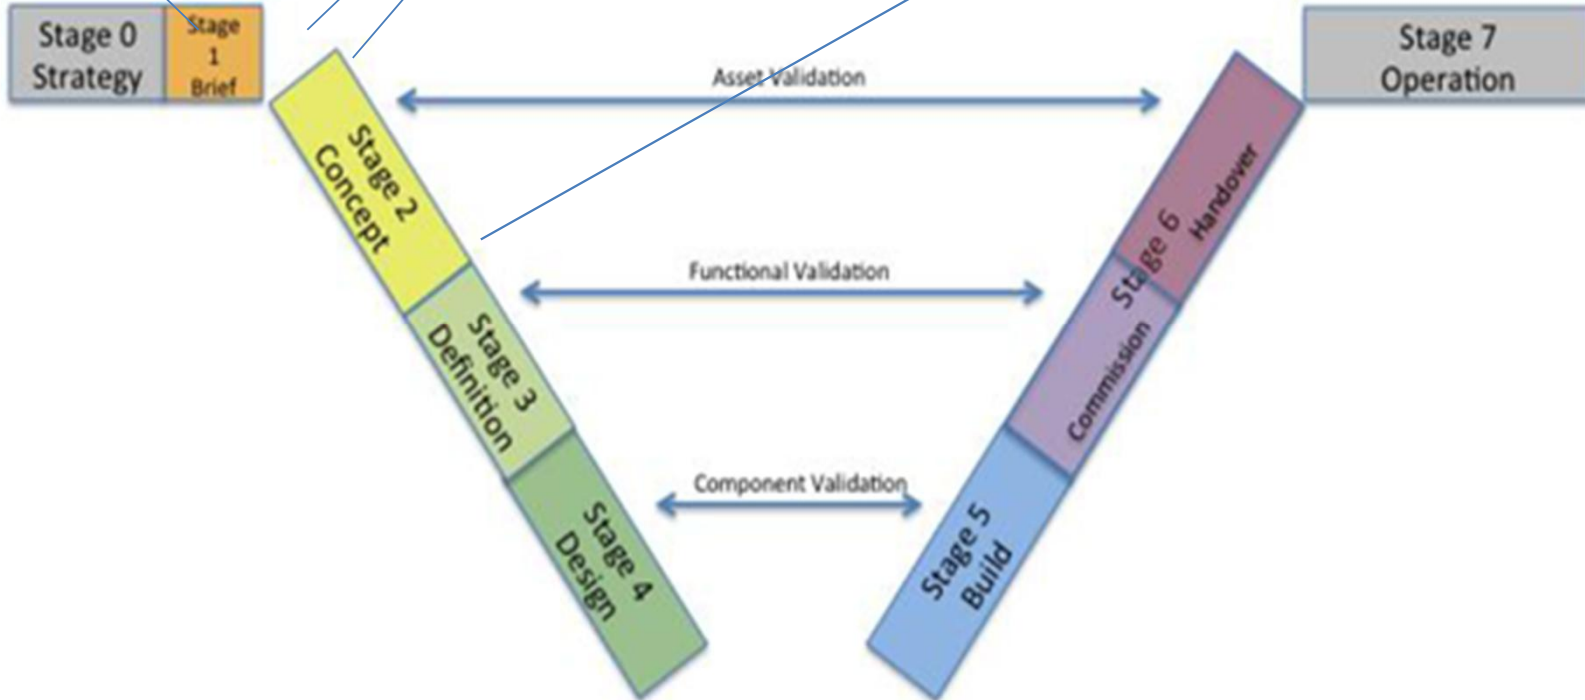 Stage 0
Strategy
Stage
1
Brief
Stage 7
Operation
Asset Validation
Stage 2
Concept
Functional Validation
Stage 6
Handover
Stage 3
Definition
Commission
Component Validation
Stage 4
Design
Stage 5
Build